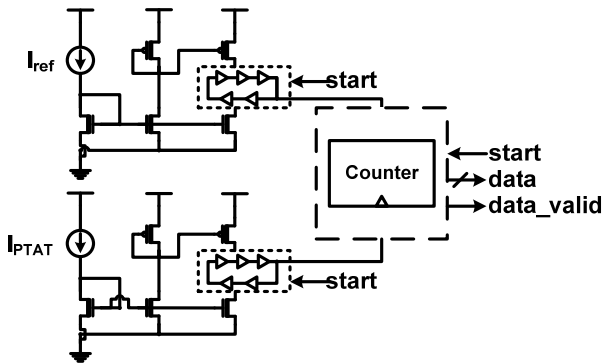 Iref
start
start
Counter
data
data_valid
IPTAT
start